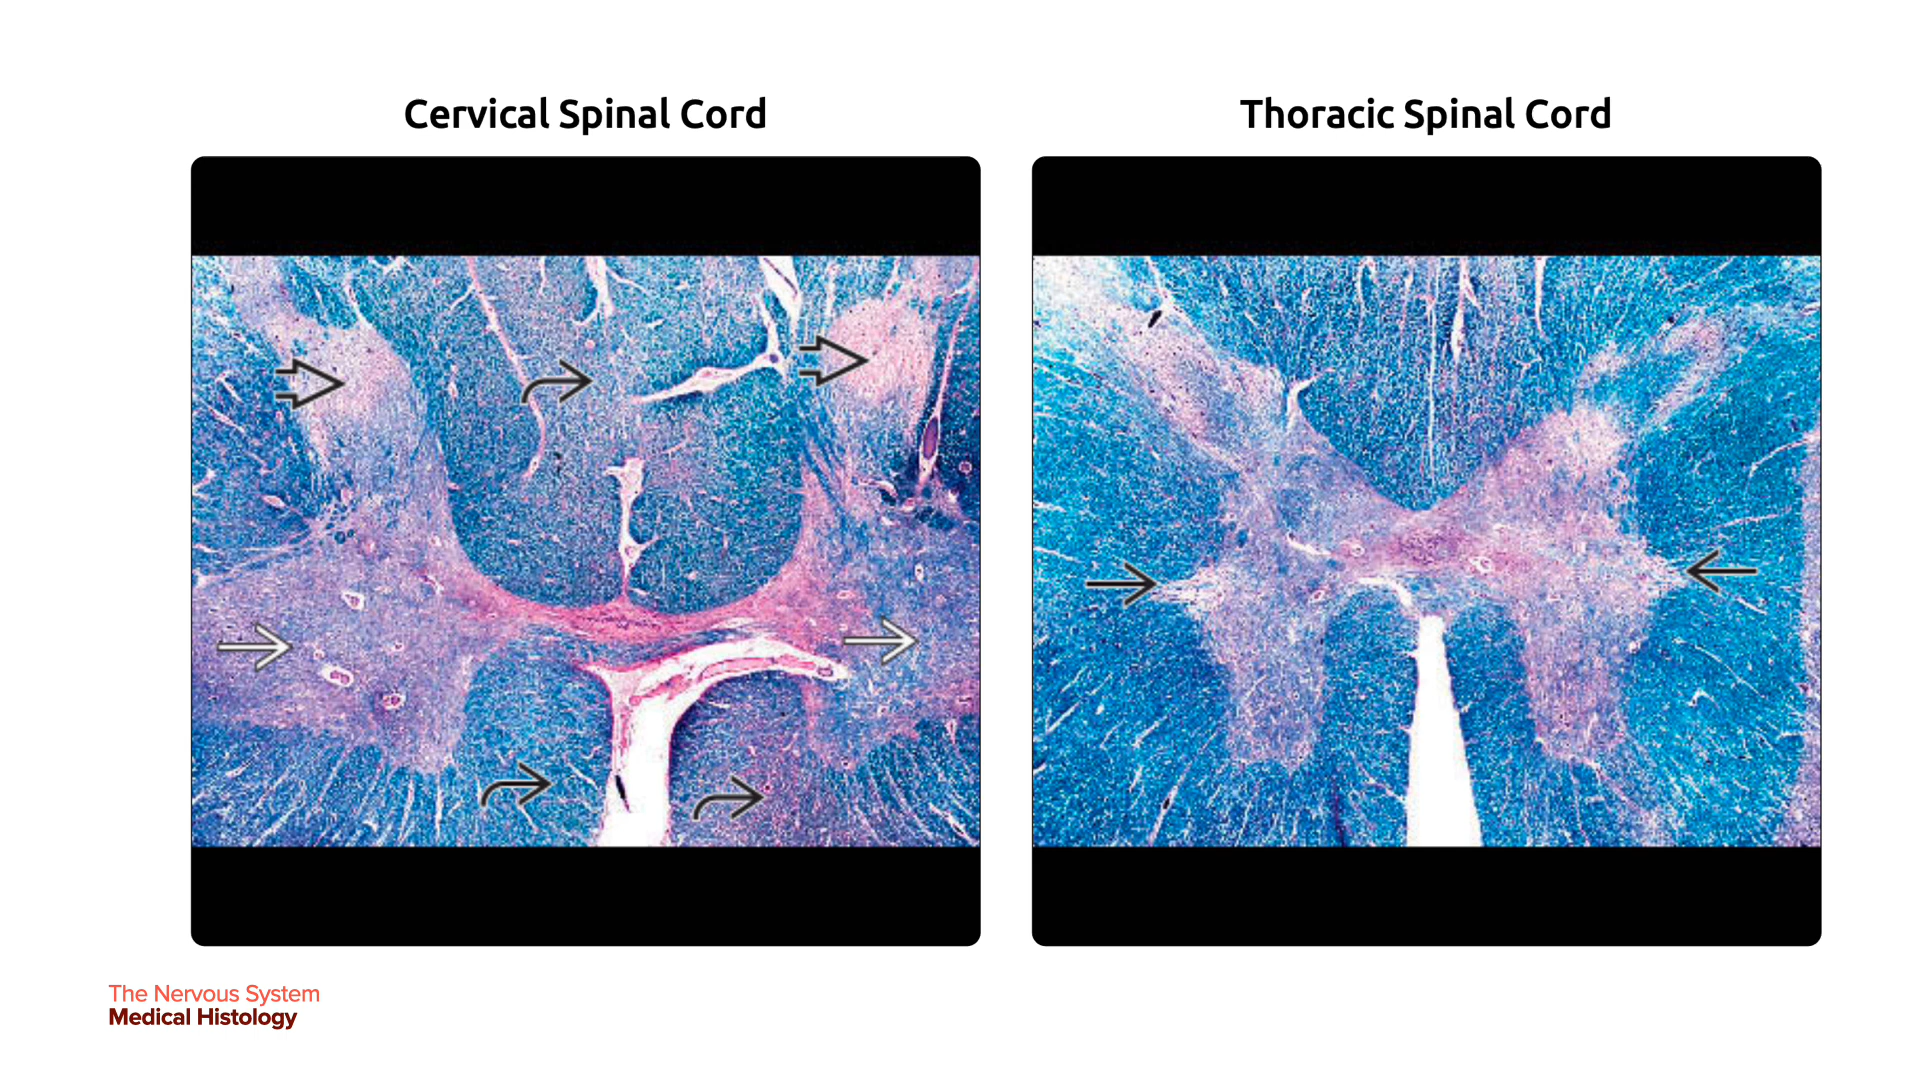 Cervical Spinal Cord
Thoracic Spinal Cord
The Nervous System
Medical Histology